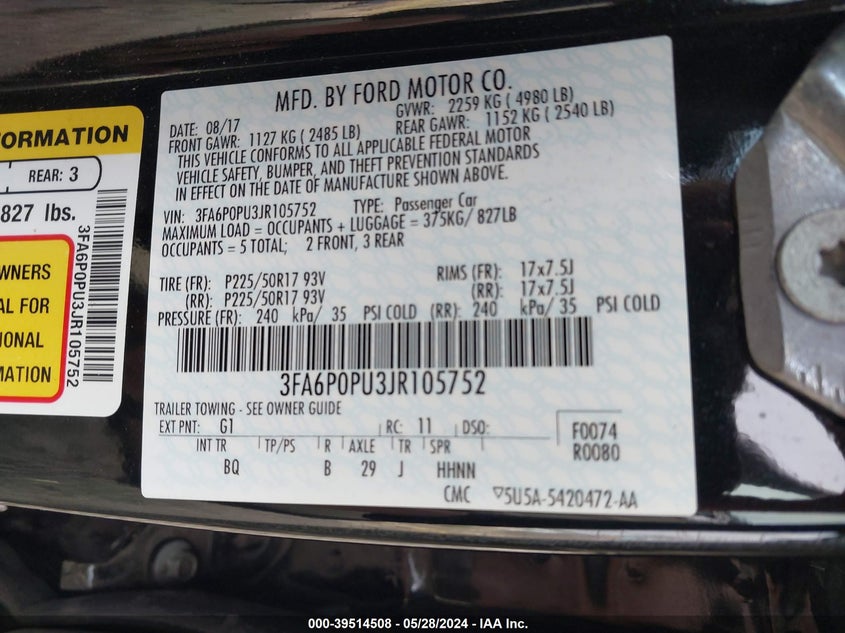 ORMATION
REAR: 3
827 lbs.
WNERS
AL FOR
IONAL
MATION
3FA6P0PU3JR105752
MFD. BY FORD MOTOR CO.
DATE: 08/17 GVWR: 2259 KG ( 4980 LB)
FRONT GAWR: 1127 KG ( 2485 LB) REAR GAWR: 1152 KG ( 2540 LB)
THIS VEHICLE CONFORMS TO ALL APPLICABLE FEDERAL MOTOR
VEHICLE SAFETY, BUMPER, AND THEFT PREVENTION STANDARDS
IN EFFECT ON THE DATE OF MANUFACTURE SHOWN ABOVE.
VIN: 3FA6P0PU3JR105752 TYPE: Passenger Car
MAXIMUM LOAD = OCCUPANTS + LUGGAGE = 375KG/ 827LB
OCCUPANTS = 5 TOTAL; 2 FRONT, 3 REAR
TIRE (FR): P225/50R17 93V RIMS (FR): 17x7.5J
(RR): P225/50R17 93V (RR): 17x7.5J
PRESSURE (FR): 240 kPa/ 35 PSI COLD (RR): 240 kPa/ 35 PSI COLD
3FA6P0PU3JR105752
TRAILER TOWING - SEE OWNER GUIDE
EXT PNT: G1 RC: 11 DSO: F0074
INT TR TP/PS R AXLE TR SPR R0080
BQ B 29 J HHNN
CMC 5U5A-5420472-AA
000-39514508 - 05/28/2024 - IAA Inc.